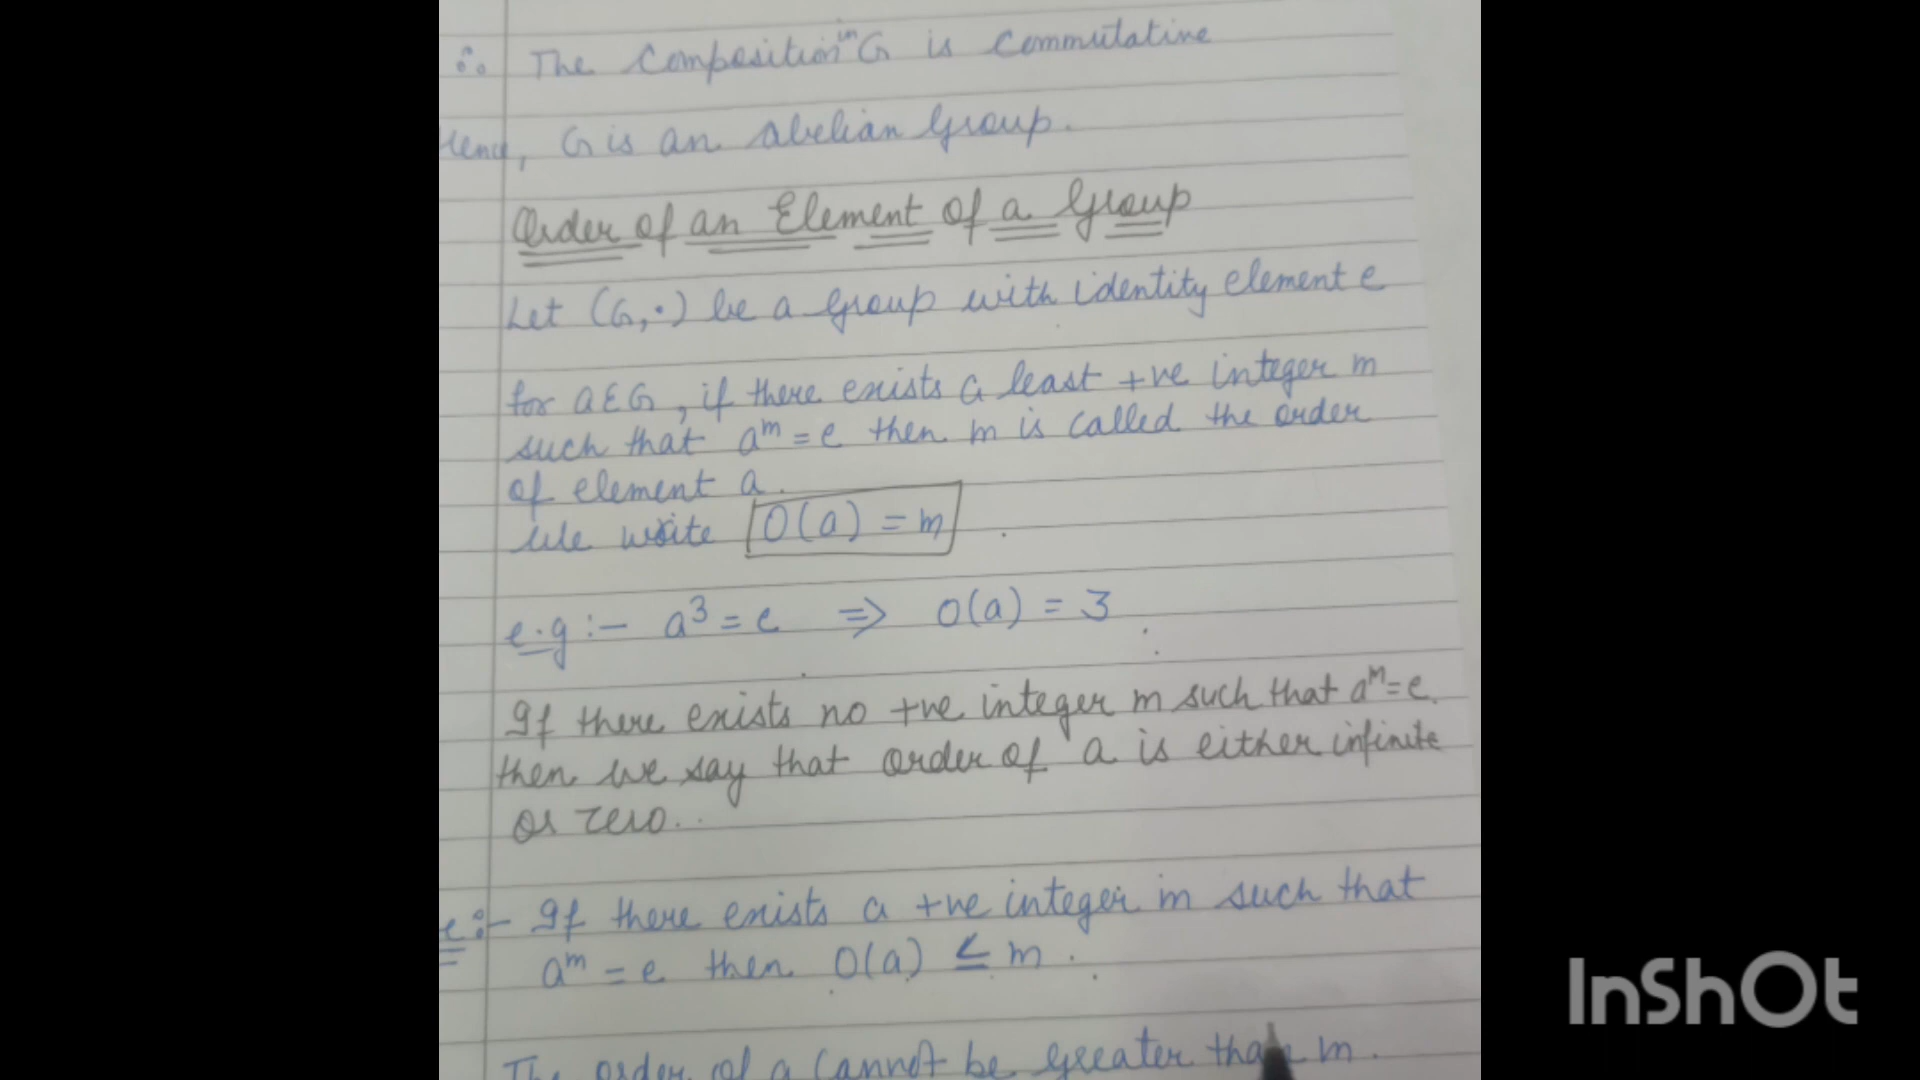 ∴ The Composition in G is Commutative
Hence, G is an abelian Group.
Order of an Element of a Group
Let (G,·) be a group with identity element e
for a∈G, if there exists a least +ve integer m
such that a^m = e then m is called the order
of element a.
We write O(a) = m
e.g :- a³ = e ⇒ O(a) = 3
If there exists no +ve integer m such that a^m = e.
then we say that order of a is either infinite
or zero..
e:- If there exists a +ve integer m such that
a^m = e then O(a) ≤ m.
The order of a Cannot be greater than m.
InShOt